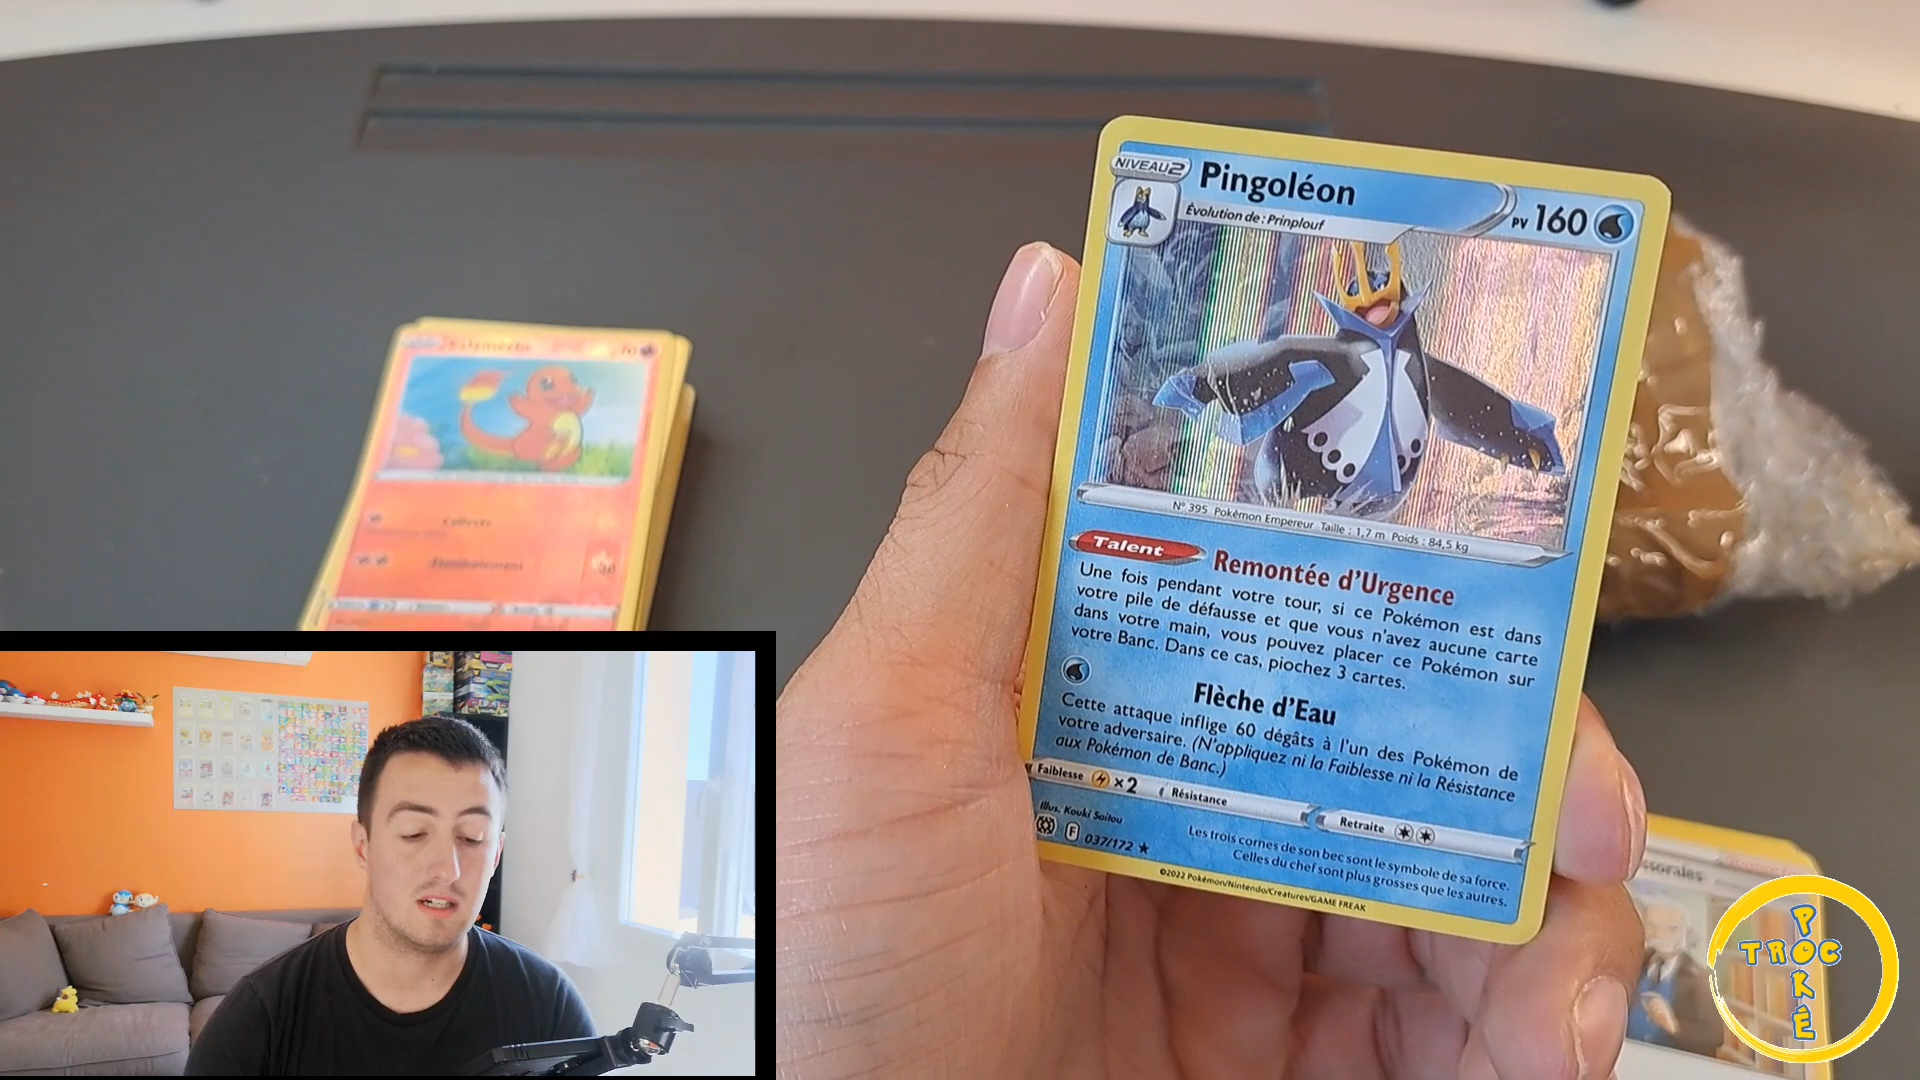 NIVEAU2
Pingoléon
PV 160
Évolution de : Prinplouf
N° 395 Pokémon Empereur Taille : 1,7 m Poids : 84,5 kg
Talent Remontée d'Urgence
Une fois pendant votre tour, si ce Pokémon est dans
votre pile de défausse et que vous n'avez aucune carte
dans votre main, vous pouvez placer ce Pokémon sur
votre Banc. Dans ce cas, piochez 3 cartes.
Flèche d'Eau
Cette attaque inflige 60 dégâts à l'un des Pokémon de
votre adversaire. (N'appliquez ni la Faiblesse ni la Résistance
aux Pokémon de Banc.)
Faiblesse ×2 Résistance Retraite
Illus. Kouki Saitou
F 037/172 ★
Les trois cornes de son bec sont le symbole de sa force.
Celles du chef sont plus grosses que les autres.
©2022 Pokémon/Nintendo/Creatures/GAME FREAK
Salamèche
70
Collecte
30
TROC
POKÉ